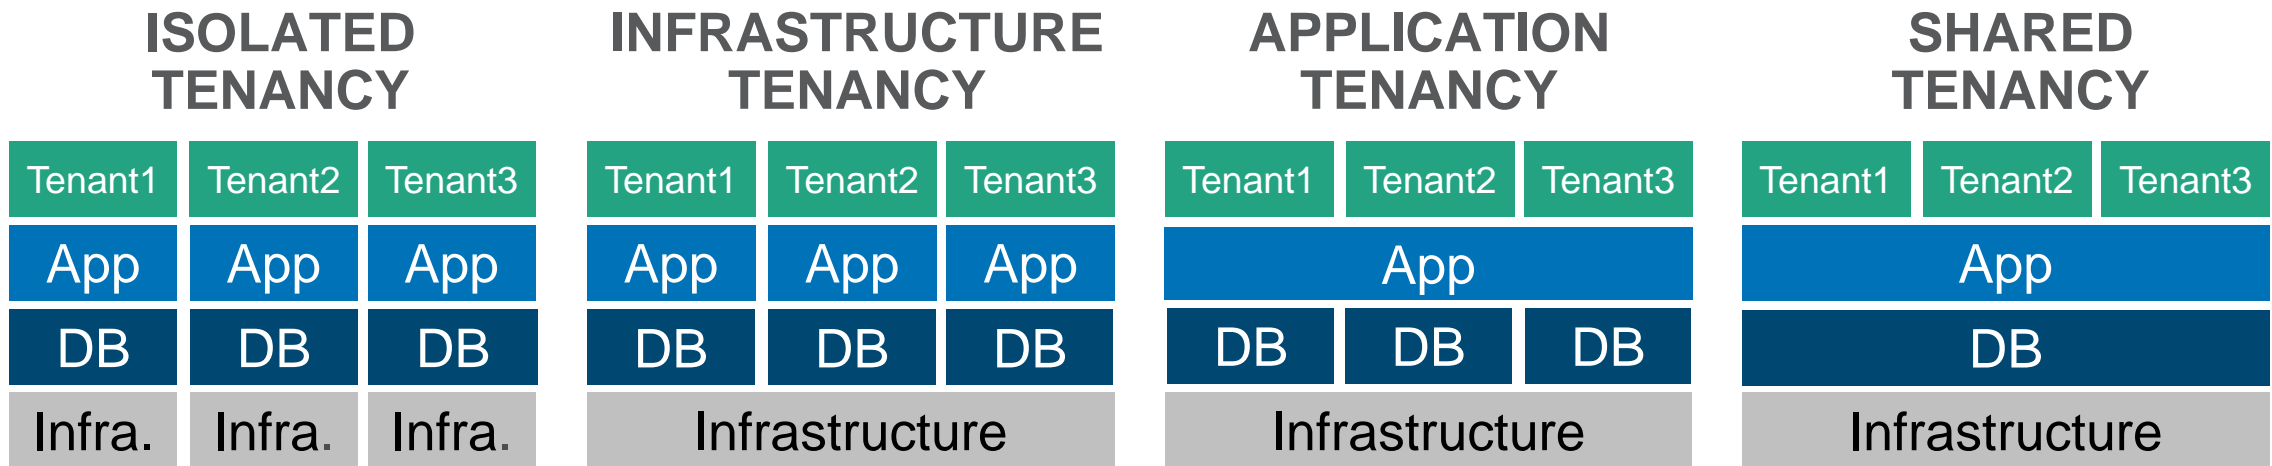 ISOLATED
TENANCY
Tenant1 Tenant2 Tenant3
App App App
DB DB DB
Infra. Infra. Infra.
INFRASTRUCTURE
TENANCY
Tenant1 Tenant2 Tenant3
App App App
DB DB DB
Infrastructure
APPLICATION
TENANCY
Tenant1 Tenant2 Tenant3
App
DB DB DB
Infrastructure
SHARED
TENANCY
Tenant1 Tenant2 Tenant3
App
DB
Infrastructure